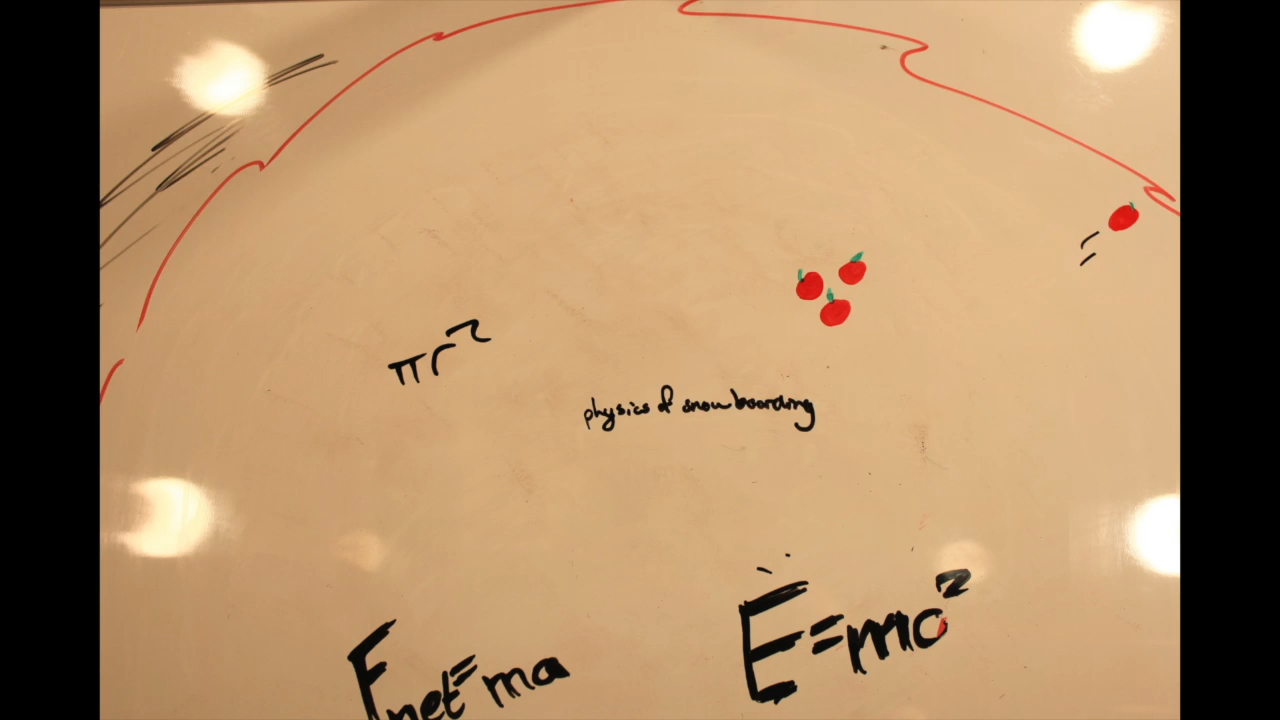 πr²
physics of snowboarding
Fnet=ma
E=mc²